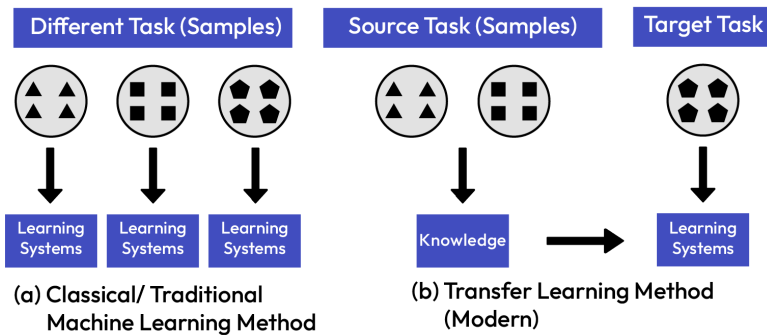 Different Task (Samples)
Source Task (Samples)
Target Task
Learning
Systems
Learning
Systems
Learning
Systems
Knowledge
Learning
Systems
(a) Classical/ Traditional
Machine Learning Method
(b) Transfer Learning Method
(Modern)